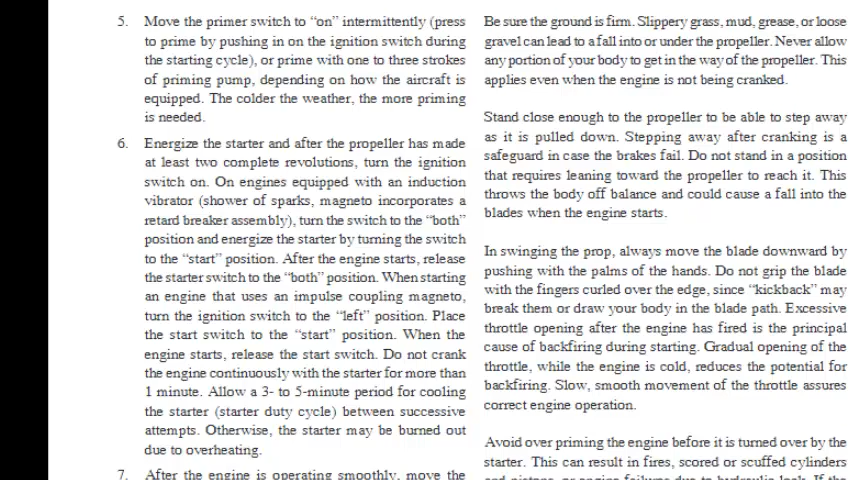 5. Move the primer switch to “on” intermittently (press
to prime by pushing in on the ignition switch during
the starting cycle), or prime with one to three strokes
of priming pump, depending on how the aircraft is
equipped. The colder the weather, the more priming
is needed.
6. Energize the starter and after the propeller has made
at least two complete revolutions, turn the ignition
switch on. On engines equipped with an induction
vibrator (shower of sparks, magneto incorporates a
retard breaker assembly), turn the switch to the “both”
position and energize the starter by turning the switch
to the “start” position. After the engine starts, release
the starter switch to the “both” position. When starting
an engine that uses an impulse coupling magneto,
turn the ignition switch to the “left” position. Place
the start switch to the “start” position. When the
engine starts, release the start switch. Do not crank
the engine continuously with the starter for more than
1 minute. Allow a 3- to 5-minute period for cooling
the starter (starter duty cycle) between successive
attempts. Otherwise, the starter may be burned out
due to overheating.
7. After the engine is operating smoothly, move the
Be sure the ground is firm. Slippery grass, mud, grease, or loose
gravel can lead to a fall into or under the propeller. Never allow
any portion of your body to get in the way of the propeller. This
applies even when the engine is not being cranked.
Stand close enough to the propeller to be able to step away
as it is pulled down. Stepping away after cranking is a
safeguard in case the brakes fail. Do not stand in a position
that requires leaning toward the propeller to reach it. This
throws the body off balance and could cause a fall into the
blades when the engine starts.
In swinging the prop, always move the blade downward by
pushing with the palms of the hands. Do not grip the blade
with the fingers curled over the edge, since “kickback” may
break them or draw your body in the blade path. Excessive
throttle opening after the engine has fired is the principal
cause of backfiring during starting. Gradual opening of the
throttle, while the engine is cold, reduces the potential for
backfiring. Slow, smooth movement of the throttle assures
correct engine operation.
Avoid over priming the engine before it is turned over by the
starter. This can result in fires, scored or scuffed cylinders